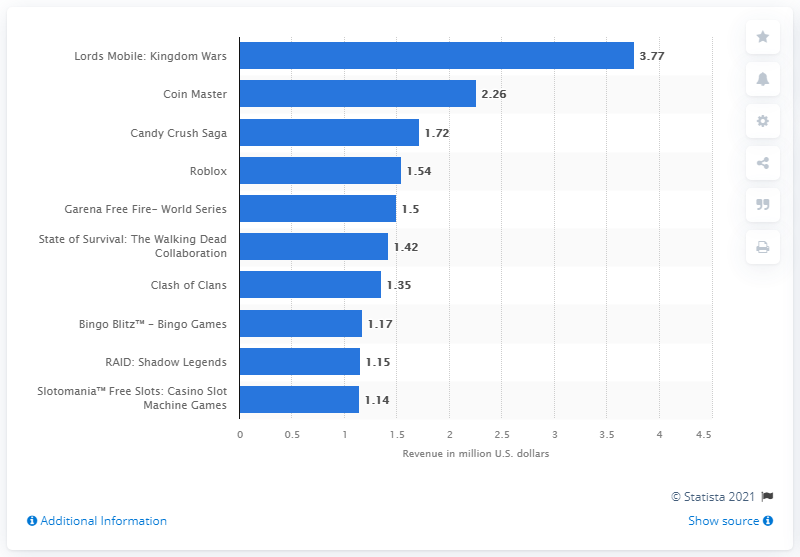 Lords Mobile: Kingdom Wars 3.77
Coin Master 2.26
Candy Crush Saga 1.72
Roblox 1.54
Garena Free Fire- World Series 1.5
State of Survival: The Walking Dead
Collaboration 1.42
Clash of Clans 1.35
Bingo Blitz™ - Bingo Games 1.17
RAID: Shadow Legends 1.15
Slotomania™ Free Slots: Casino Slot
Machine Games 1.14
0 0.5 1 1.5 2 2.5 3 3.5 4 4.5
Revenue in million U.S. dollars
© Statista 2021
Additional Information
Show source